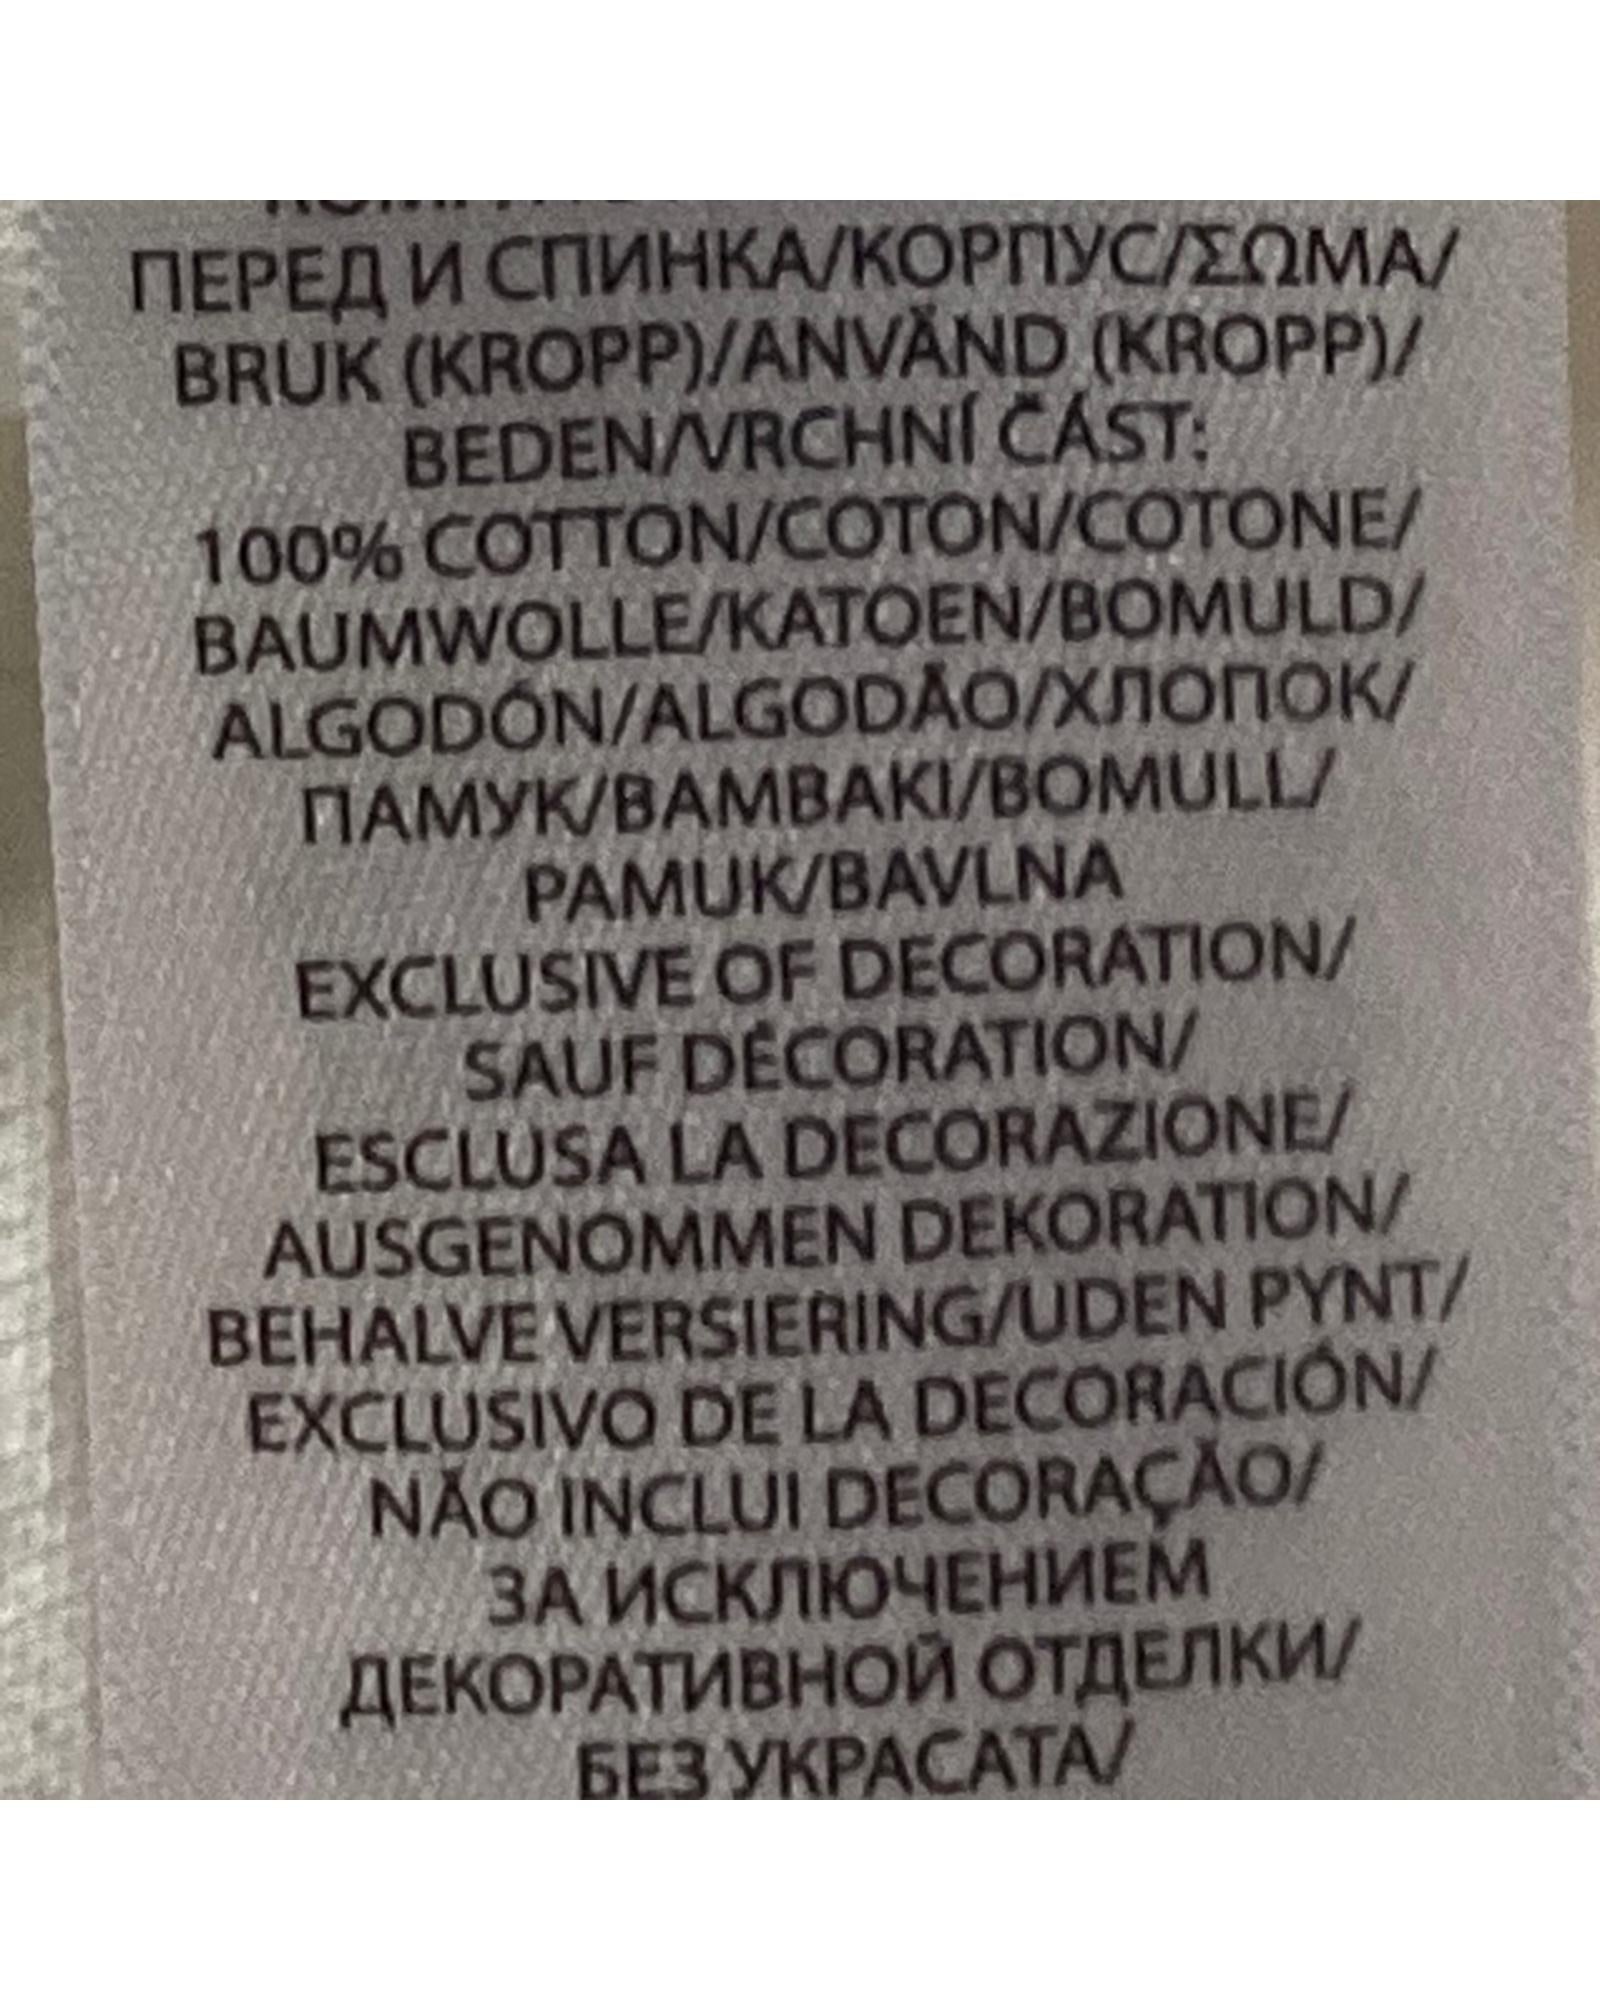 ПЕРЕД И СПИНКА/КОРПУС/ΣΩΜΑ/
BRUK (KROPP)/ANVÄND (KROPP)/
BEDEN/VRCHNÍ ČÁST:
100% COTTON/COTON/COTONE/
BAUMWOLLE/KATOEN/BOMULD/
ALGODÓN/ALGODÃO/ХЛОПОК/
ПАМУК/BAMBAKI/BOMULL/
PAMUK/BAVLNA
EXCLUSIVE OF DECORATION/
SAUF DÉCORATION/
ESCLUSA LA DECORAZIONE/
AUSGENOMMEN DEKORATION/
BEHALVE VERSIERING/UDEN PYNT/
EXCLUSIVO DE LA DECORACIÓN/
NÃO INCLUI DECORAÇÃO/
ЗА ИСКЛЮЧЕНИЕМ
ДЕКОРАТИВНОЙ ОТДЕЛКИ/
БЕЗ УКРАСАТА/